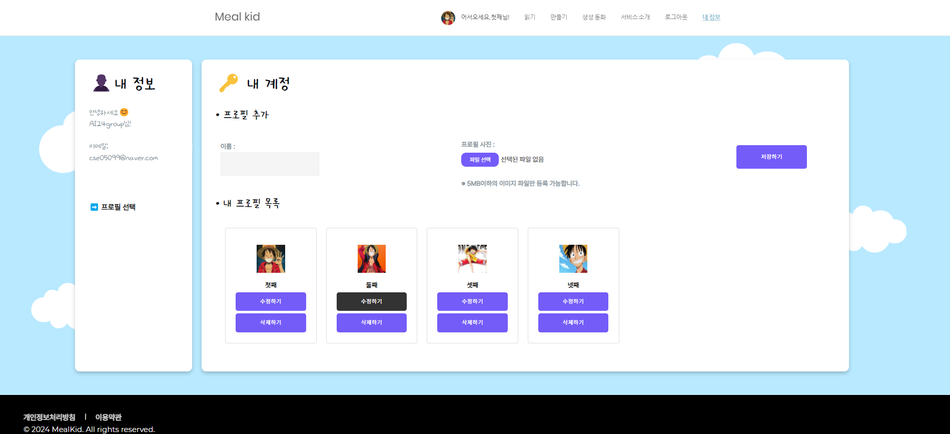 Meal kid
어서오세요, 첫째님!
읽기
만들기
생성 동화
서비스 소개
로그아웃
내 정보
내 정보
안녕하세요
AI24group님!
이메일:
cse05099@naver.com
프로필 선택
내 계정
• 프로필 추가
이름 :
프로필 사진 :
파일 선택 선택된 파일 없음
※ 5MB이하의 이미지 파일만 등록 가능합니다.
저장하기
• 내 프로필 목록
첫째
수정하기
삭제하기
둘째
수정하기
삭제하기
셋째
수정하기
삭제하기
넷째
수정하기
삭제하기
개인정보처리방침 | 이용약관
© 2024 MealKid. All rights reserved.